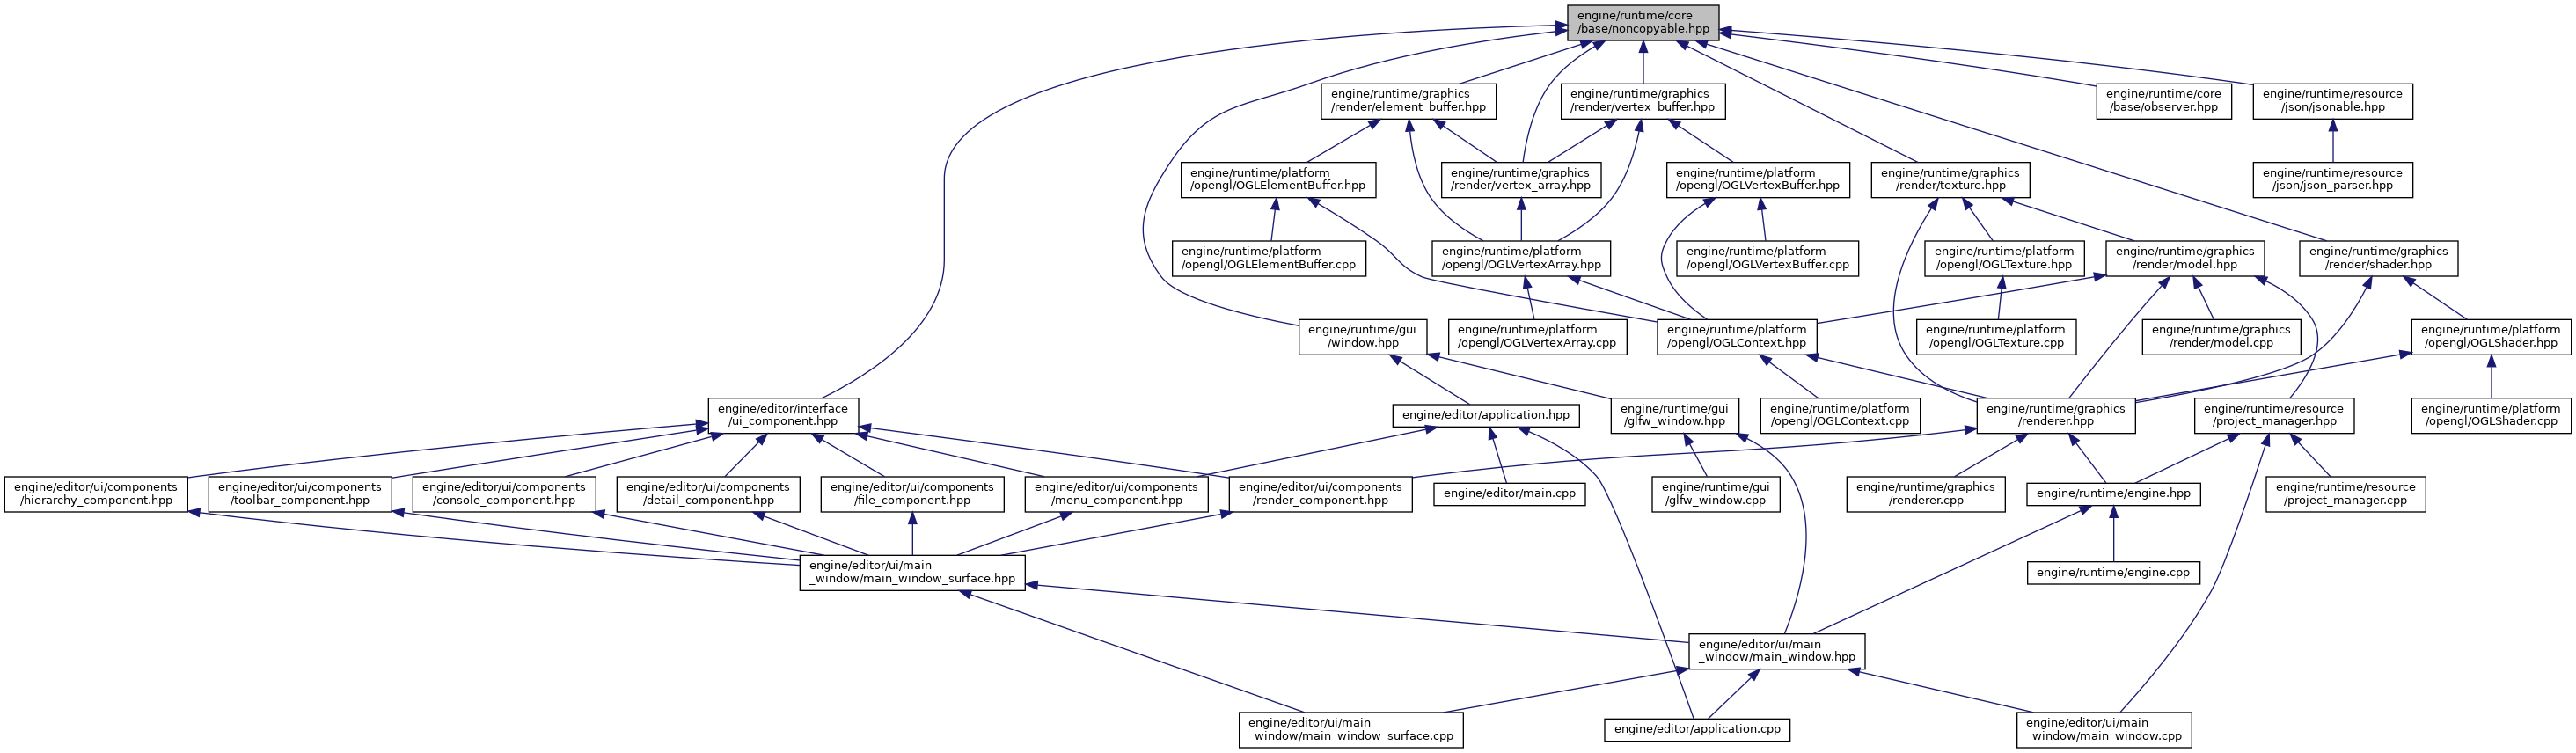 engine/runtime/core
/base/noncopyable.hpp
engine/runtime/graphics
/render/element_buffer.hpp
engine/runtime/graphics
/render/vertex_buffer.hpp
engine/runtime/core
/base/observer.hpp
engine/runtime/resource
/json/jsonable.hpp
engine/runtime/platform
/opengl/OGLElementBuffer.hpp
engine/runtime/graphics
/render/vertex_array.hpp
engine/runtime/platform
/opengl/OGLVertexBuffer.hpp
engine/runtime/graphics
/render/texture.hpp
engine/runtime/resource
/json/json_parser.hpp
engine/runtime/platform
/opengl/OGLElementBuffer.cpp
engine/runtime/platform
/opengl/OGLVertexArray.hpp
engine/runtime/platform
/opengl/OGLVertexBuffer.cpp
engine/runtime/platform
/opengl/OGLTexture.hpp
engine/runtime/graphics
/render/model.hpp
engine/runtime/graphics
/render/shader.hpp
engine/runtime/gui
/window.hpp
engine/runtime/platform
/opengl/OGLVertexArray.cpp
engine/runtime/platform
/opengl/OGLContext.hpp
engine/runtime/platform
/opengl/OGLTexture.cpp
engine/runtime/graphics
/render/model.cpp
engine/runtime/platform
/opengl/OGLShader.hpp
engine/editor/interface
/ui_component.hpp
engine/editor/application.hpp
engine/runtime/gui
/glfw_window.hpp
engine/runtime/platform
/opengl/OGLContext.cpp
engine/runtime/graphics
/renderer.hpp
engine/runtime/resource
/project_manager.hpp
engine/runtime/platform
/opengl/OGLShader.cpp
engine/editor/ui/components
/hierarchy_component.hpp
engine/editor/ui/components
/toolbar_component.hpp
engine/editor/ui/components
/console_component.hpp
engine/editor/ui/components
/detail_component.hpp
engine/editor/ui/components
/file_component.hpp
engine/editor/ui/components
/menu_component.hpp
engine/editor/ui/components
/render_component.hpp
engine/editor/main.cpp
engine/runtime/gui
/glfw_window.cpp
engine/runtime/graphics
/renderer.cpp
engine/runtime/engine.hpp
engine/runtime/resource
/project_manager.cpp
engine/editor/ui/main
_window/main_window_surface.hpp
engine/runtime/engine.cpp
engine/editor/ui/main
_window/main_window.hpp
engine/editor/ui/main
_window/main_window_surface.cpp
engine/editor/application.cpp
engine/editor/ui/main
_window/main_window.cpp